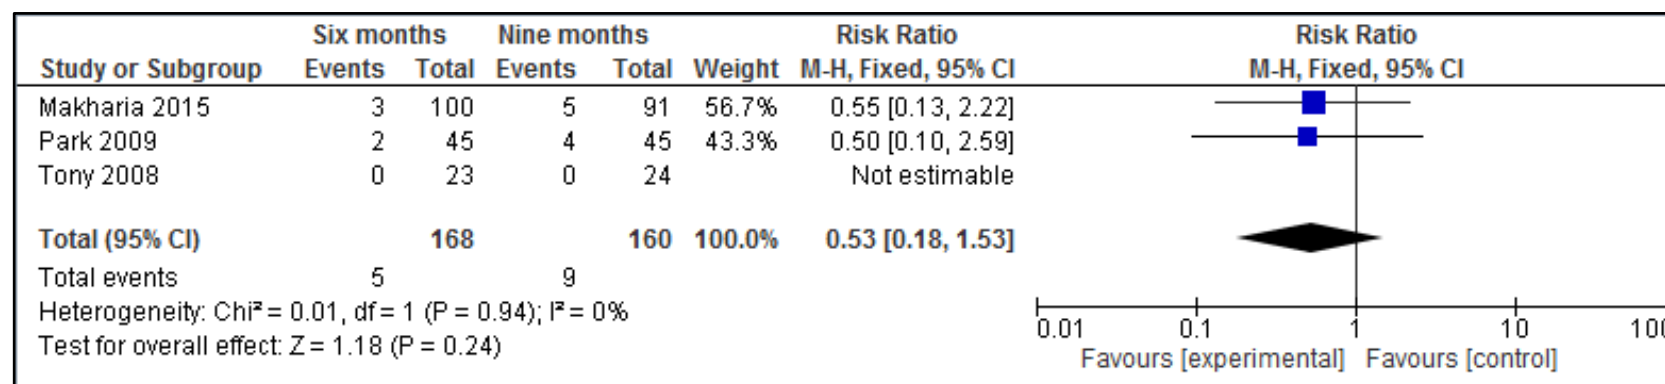 Six months Nine months Risk Ratio Risk Ratio
Study or Subgroup Events Total Events Total Weight M-H, Fixed, 95% CI M-H, Fixed, 95% CI
Makharia 2015 3 100 5 91 56.7% 0.55 [0.13, 2.22]
Park 2009 2 45 4 45 43.3% 0.50 [0.10, 2.59]
Tony 2008 0 23 0 24 Not estimable
Total (95% CI) 168 160 100.0% 0.53 [0.18, 1.53]
Total events 5 9
Heterogeneity: Chi² = 0.01, df = 1 (P = 0.94); I² = 0%
Test for overall effect: Z = 1.18 (P = 0.24)
0.01 0.1 1 10 100
Favours [experimental] Favours [control]